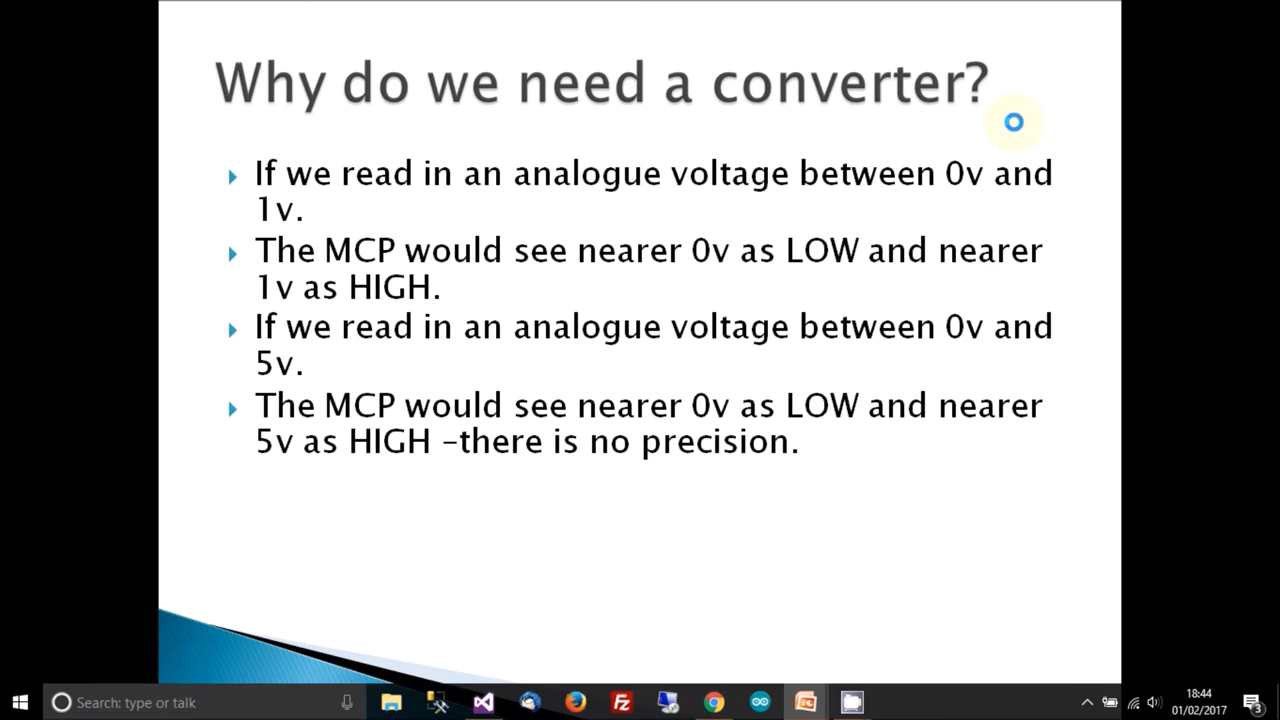 Why do we need a converter?
If we read in an analogue voltage between 0v and
1v.
The MCP would see nearer 0v as LOW and nearer
1v as HIGH.
If we read in an analogue voltage between 0v and
5v.
The MCP would see nearer 0v as LOW and nearer
5v as HIGH -there is no precision.
Search: type or talk
18:44
01/02/2017
3